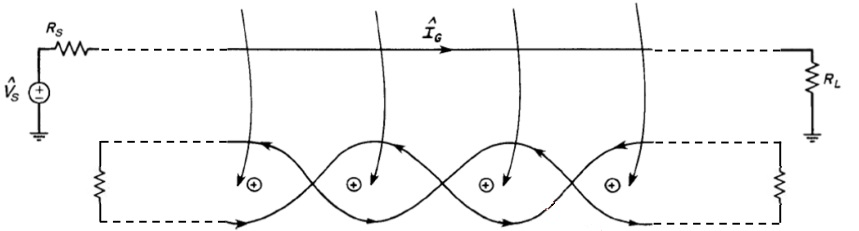 R_S
Î_G
V̂_S
+
−
R_L
+ + + +